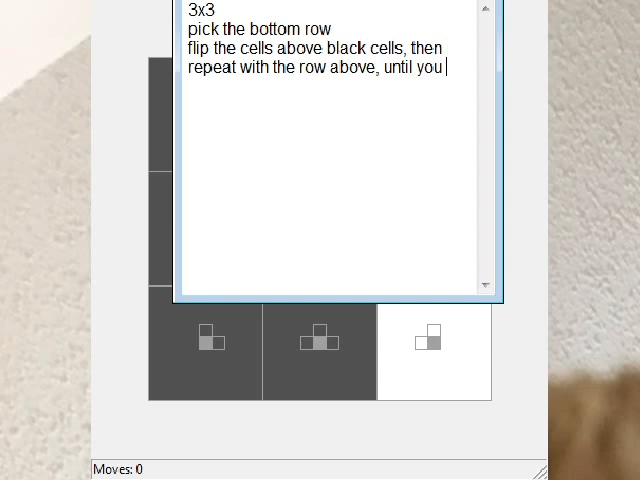 3x3
pick the bottom row
flip the cells above black cells, then
repeat with the row above, until you
Moves: 0